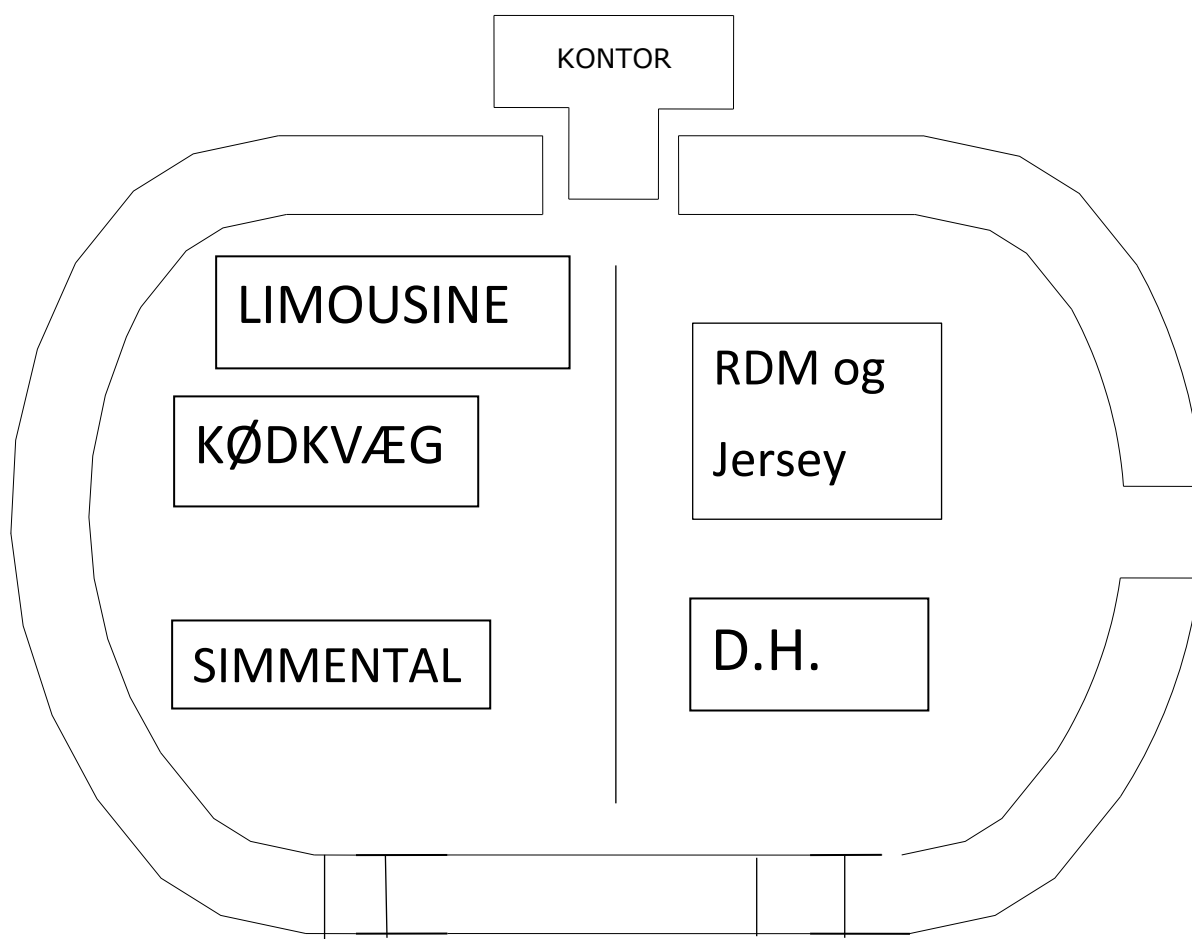 KONTOR
LIMOUSINE
KØDKVÆG
SIMMENTAL
RDM og
Jersey
D.H.